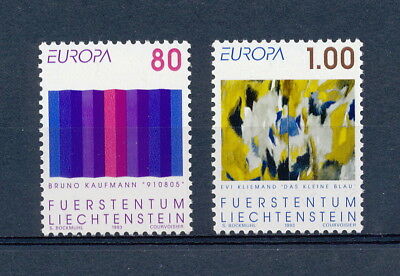 EUROPA 80
BRUNO KAUFMANN "910805"
FUERSTENTUM
LIECHTENSTEIN
S. BOCKMÜHL 1993 COURVOISIER
EUROPA 1.00
EVI KLIEMAND "DAS KLEINE BLAU"
FUERSTENTUM
LIECHTENSTEIN
S. BOCKMÜHL 1993 COURVOISIER